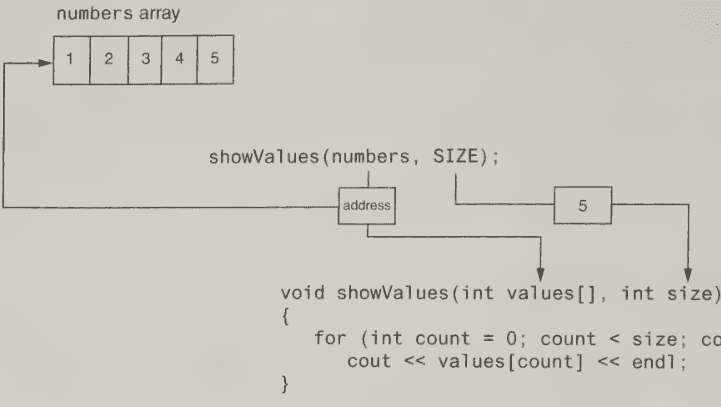 numbers array
1 2 3 4 5
showValues(numbers, SIZE);
address
5
void showValues(int values[], int size)
{
for (int count = 0; count < size;
cout << values[count] << endl;
}